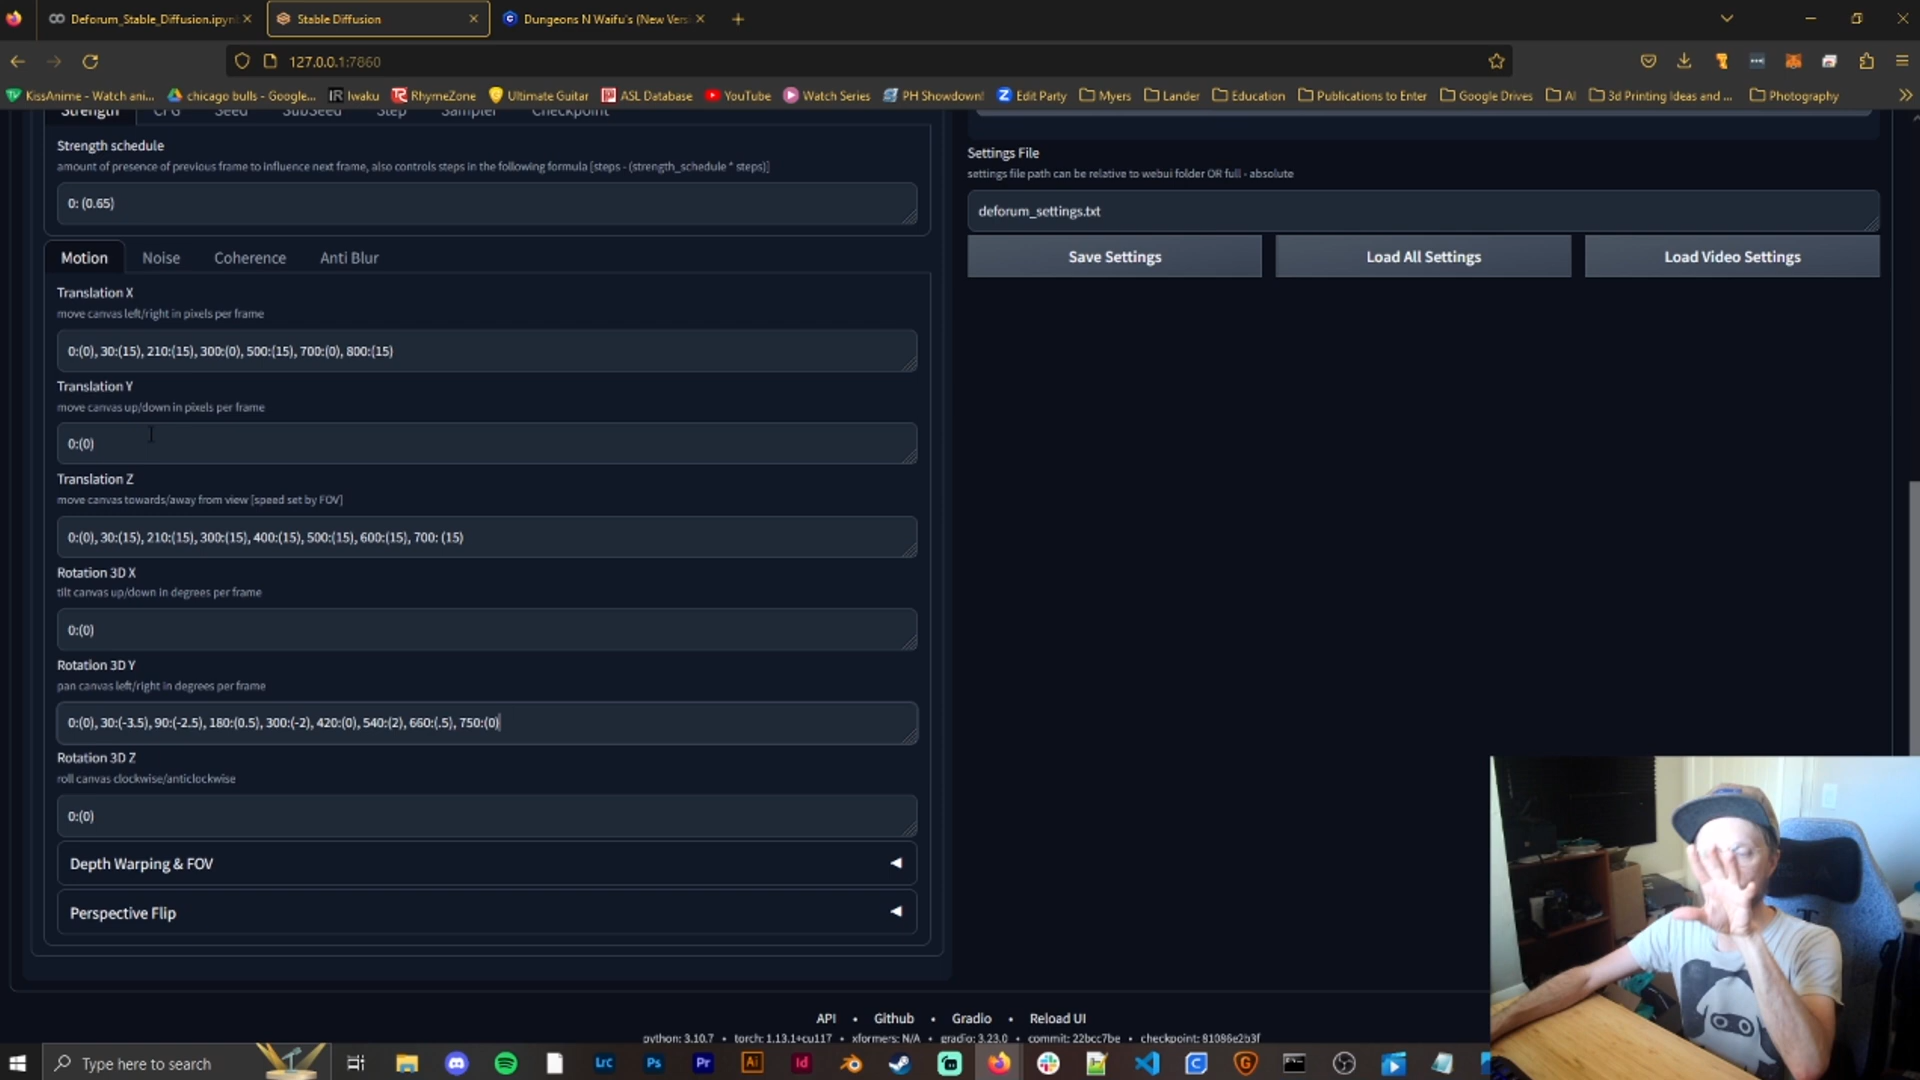 Deforum_Stable_Diffusion.ipyn
Stable Diffusion
Dungeons N Waifu's (New Vers
127.0.0.1:7860
KissAnime - Watch ani...
chicago bulls - Google...
Iwaku
RhymeZone
Ultimate Guitar
ASL Database
YouTube
Watch Series
PH Showdown!
Edit Party
Myers
Lander
Education
Publications to Enter
Google Drives
AI
3d Printing Ideas and ...
Photography
Strength
CFG
Seed
SubSeed
Step
Sampler
Checkpoint
Strength schedule
amount of presence of previous frame to influence next frame, also controls steps in the following formula [steps - (strength_schedule * steps)]
0: (0.65)
Settings File
settings file path can be relative to webui folder OR full - absolute
deforum_settings.txt
Save Settings
Load All Settings
Load Video Settings
Motion
Noise
Coherence
Anti Blur
Translation X
move canvas left/right in pixels per frame
0:(0), 30:(15), 210:(15), 300:(0), 500:(15), 700:(0), 800:(15)
Translation Y
move canvas up/down in pixels per frame
0:(0)
Translation Z
move canvas towards/away from view [speed set by FOV]
0:(0), 30:(15), 210:(15), 300:(15), 400:(15), 500:(15), 600:(15), 700: (15)
Rotation 3D X
tilt canvas up/down in degrees per frame
0:(0)
Rotation 3D Y
pan canvas left/right in degrees per frame
0:(0), 30:(-3.5), 90:(-2.5), 180:(0.5), 300:(-2), 420:(0), 540:(2), 660:(.5), 750:(0)
Rotation 3D Z
roll canvas clockwise/anticlockwise
0:(0)
Depth Warping & FOV
Perspective Flip
API • Github • Gradio • Reload UI
python: 3.10.7 • torch: 1.13.1+cu117 • xformers: N/A • gradio: 3.23.0 • commit: 22bcc7be • checkpoint: 81086e2b3f
Type here to search
Lrc
Ps
Pr
Ai
Id